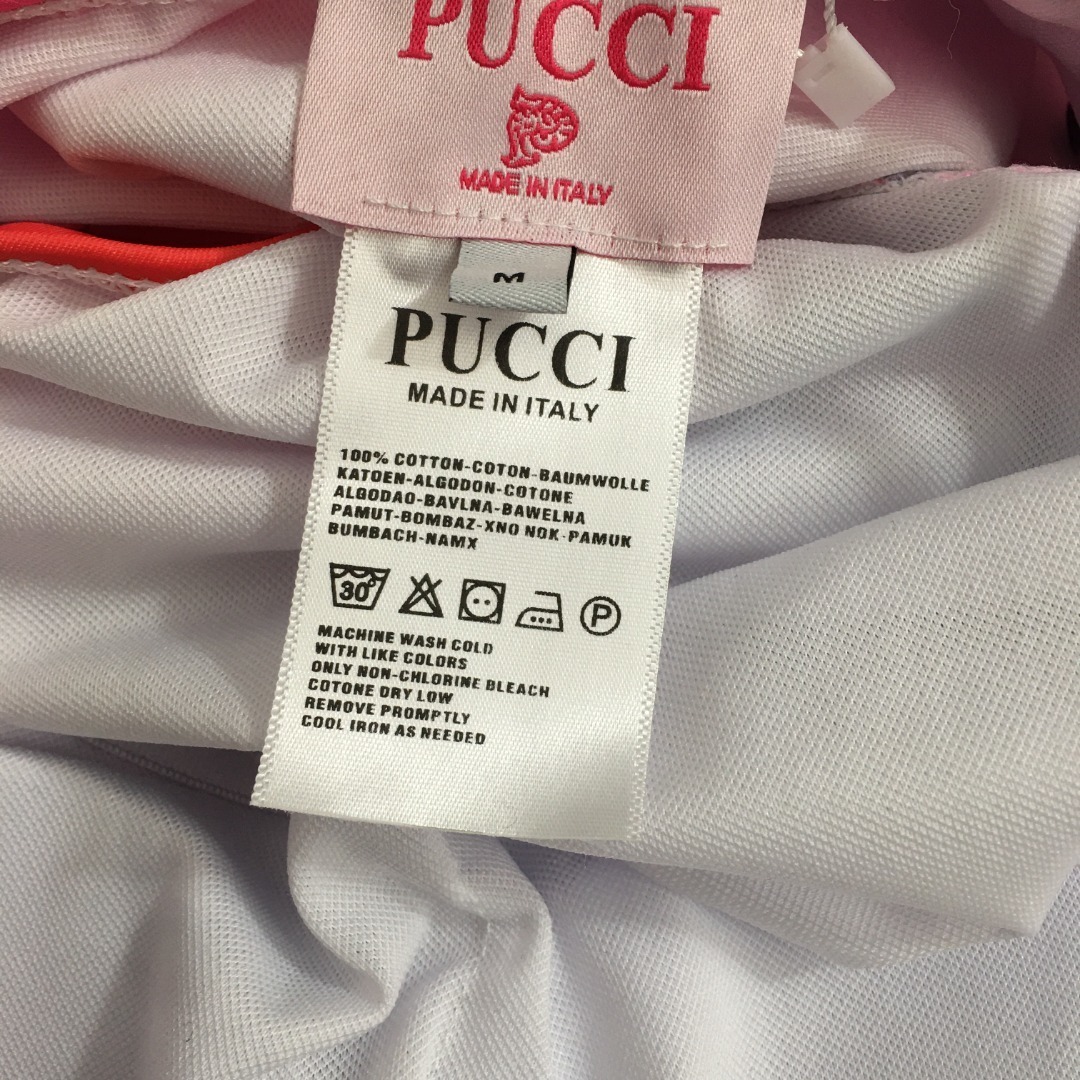 PUCCI
MADE IN ITALY
M
PUCCI
MADE IN ITALY
100% COTTON-COTON-BAUMWOLLE
KATOEN-ALGODON-COTONE
ALGODAO-BAVLNA-BAWELNA
PAMUT-BOMBAZ-XNO NOK-PAMUK
BUMBACH-NAMX
30°
P
MACHINE WASH COLD
WITH LIKE COLORS
ONLY NON-CHLORINE BLEACH
COTONE DRY LOW
REMOVE PROMPTLY
COOL IRON AS NEEDED